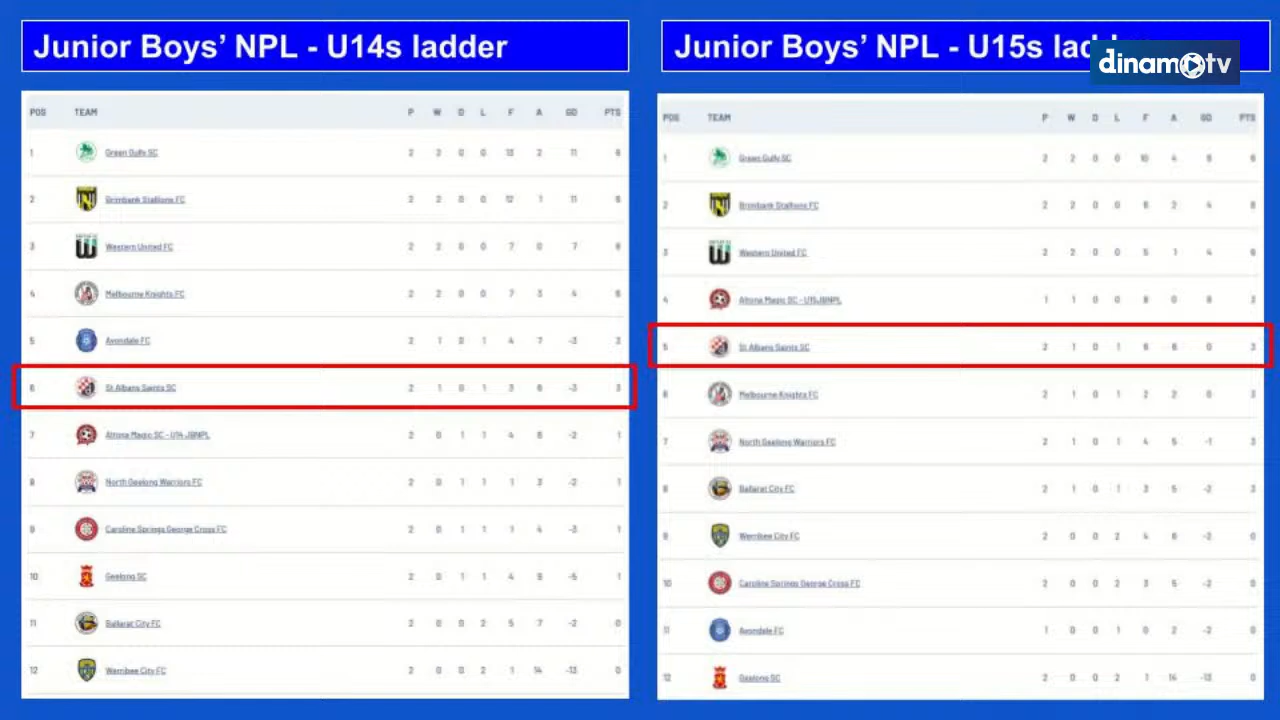 Junior Boys' NPL - U14s ladder
POS TEAM P W D L F A GD PTS
1 Green Gully SC 2 2 0 0 13 2 11 6
2 Brimbank Stallions FC 2 2 0 0 12 1 11 6
3 Western United FC 2 2 0 0 7 0 7 6
4 Melbourne Knights FC 2 2 0 0 7 3 4 6
5 Avondale FC 2 1 0 1 4 7 -3 3
6 St Albans Saints SC 2 1 0 1 3 6 -3 3
7 Altona Magic SC - U14 JBNPL 2 0 1 1 4 6 -2 1
8 North Geelong Warriors FC 2 0 1 1 1 3 -2 1
9 Caroline Springs George Cross FC 2 0 1 1 1 4 -3 1
10 Geelong SC 2 0 1 1 4 9 -5 1
11 Ballarat City FC 2 0 0 2 5 7 -2 0
12 Werribee City FC 2 0 0 2 1 14 -13 0
Junior Boys' NPL - U15s
dinamo tv
POS TEAM P W D L F A GD PTS
1 Green Gully SC 2 2 0 0 10 4 6 6
2 Brimbank Stallions FC 2 2 0 0 6 2 4 6
3 Western United FC 2 2 0 0 5 1 4 6
4 Altona Magic SC - U15JBNPL 1 1 0 0 8 0 8 3
5 St Albans Saints SC 2 1 0 1 6 6 0 3
6 Melbourne Knights FC 2 1 0 1 2 2 0 3
7 North Geelong Warriors FC 2 1 0 1 4 5 -1 3
8 Ballarat City FC 2 1 0 1 3 5 -2 3
9 Werribee City FC 2 0 0 2 4 6 -2 0
10 Caroline Springs George Cross FC 2 0 0 2 3 5 -2 0
11 Avondale FC 1 0 0 1 0 2 -2 0
12 Geelong SC 2 0 0 2 1 14 -13 0